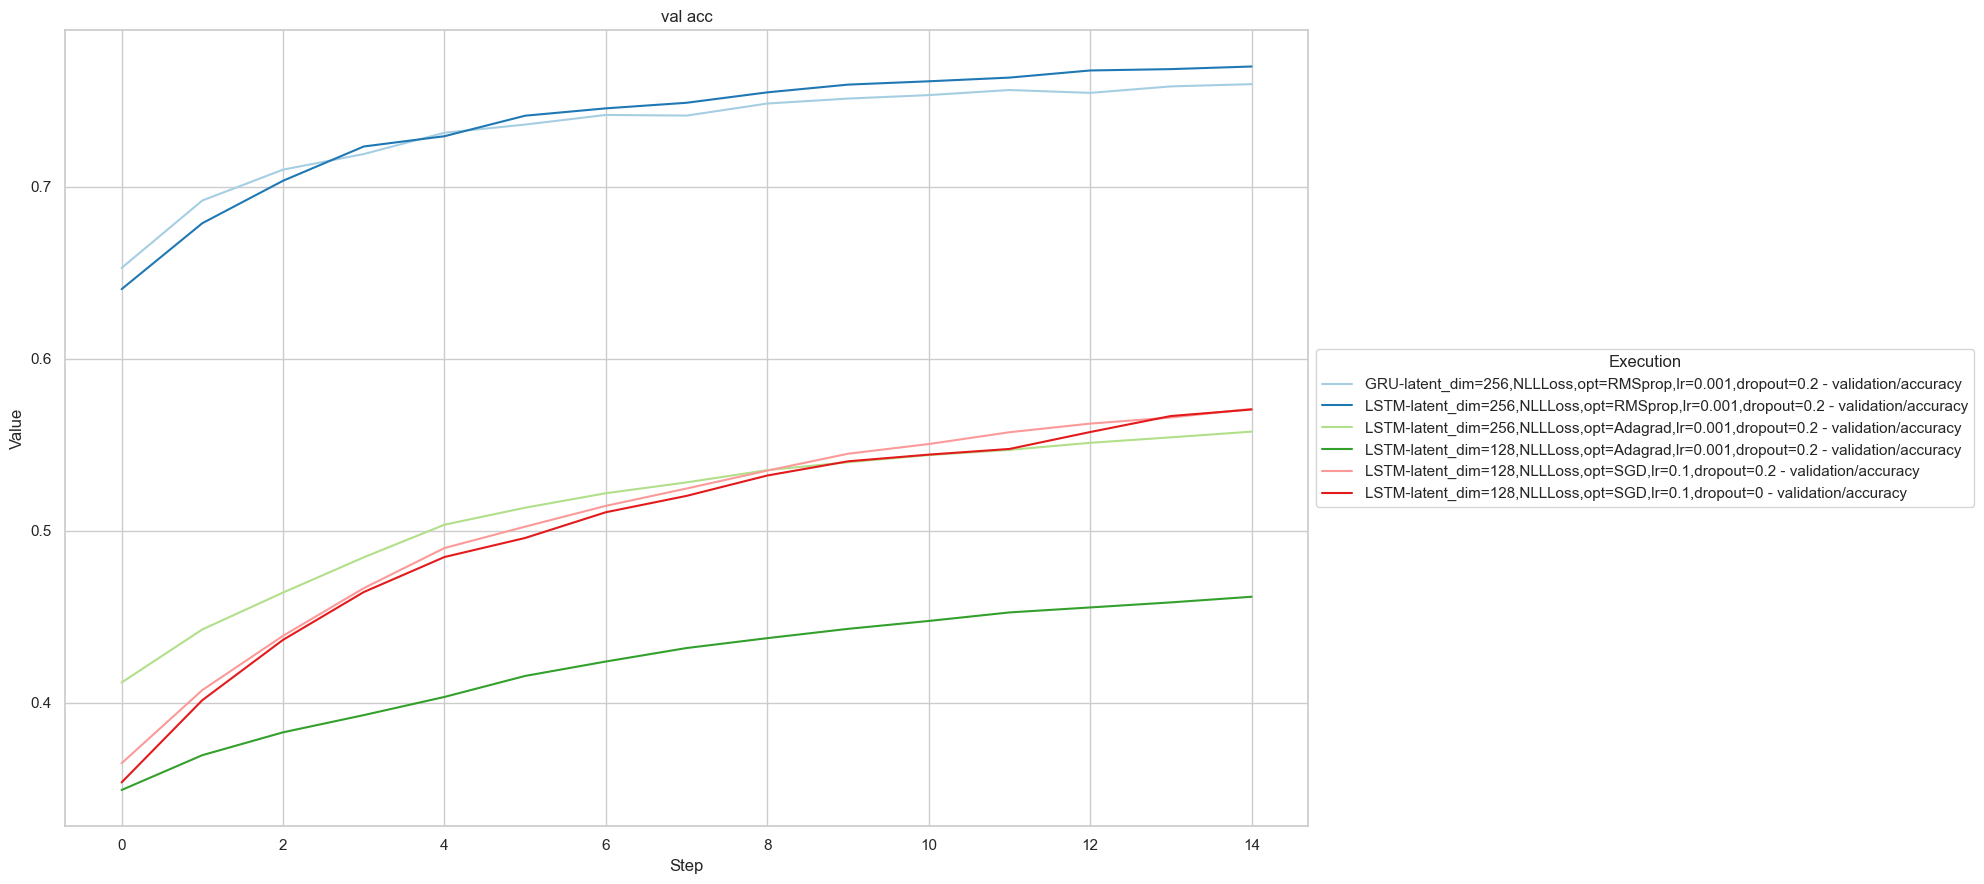 val acc
Value
0.7
0.6
0.5
0.4
0 2 4 6 8 10 12 14
Step
Execution
GRU-latent_dim=256,NLLLoss,opt=RMSprop,lr=0.001,dropout=0.2 - validation/accuracy
LSTM-latent_dim=256,NLLLoss,opt=RMSprop,lr=0.001,dropout=0.2 - validation/accuracy
LSTM-latent_dim=256,NLLLoss,opt=Adagrad,lr=0.001,dropout=0.2 - validation/accuracy
LSTM-latent_dim=128,NLLLoss,opt=Adagrad,lr=0.001,dropout=0.2 - validation/accuracy
LSTM-latent_dim=128,NLLLoss,opt=SGD,lr=0.1,dropout=0.2 - validation/accuracy
LSTM-latent_dim=128,NLLLoss,opt=SGD,lr=0.1,dropout=0 - validation/accuracy